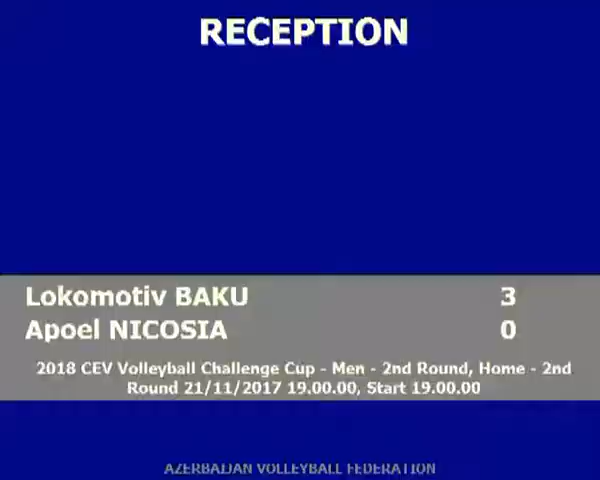 RECEPTION
Lokomotiv BAKU 3
Apoel NICOSIA 0
2018 CEV Volleyball Challenge Cup - Men - 2nd Round, Home - 2nd
Round 21/11/2017 19.00.00, Start 19.00.00
AZERBAIJAN VOLLEYBALL FEDERATION